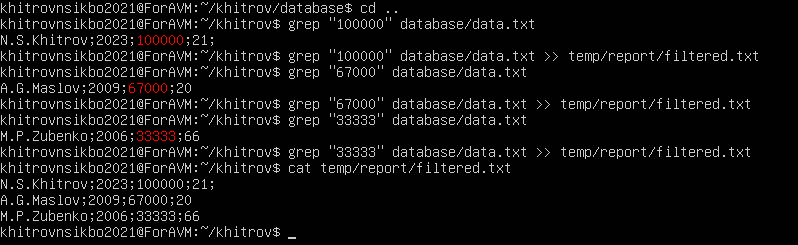 khitrovnsikbo2021@ForAVM:~/khitrov/database$ cd ..
khitrovnsikbo2021@ForAVM:~/khitrov$ grep "100000" database/data.txt
N.S.Khitrov;2023;100000;21;
khitrovnsikbo2021@ForAVM:~/khitrov$ grep "100000" database/data.txt >> temp/report/filtered.txt
khitrovnsikbo2021@ForAVM:~/khitrov$ grep "67000" database/data.txt
A.G.Maslov;2009;67000;20
khitrovnsikbo2021@ForAVM:~/khitrov$ grep "67000" database/data.txt >> temp/report/filtered.txt
khitrovnsikbo2021@ForAVM:~/khitrov$ grep "33333" database/data.txt
M.P.Zubenko;2006;33333;66
khitrovnsikbo2021@ForAVM:~/khitrov$ grep "33333" database/data.txt >> temp/report/filtered.txt
khitrovnsikbo2021@ForAVM:~/khitrov$ cat temp/report/filtered.txt
N.S.Khitrov;2023;100000;21;
A.G.Maslov;2009;67000;20
M.P.Zubenko;2006;33333;66
khitrovnsikbo2021@ForAVM:~/khitrov$ _